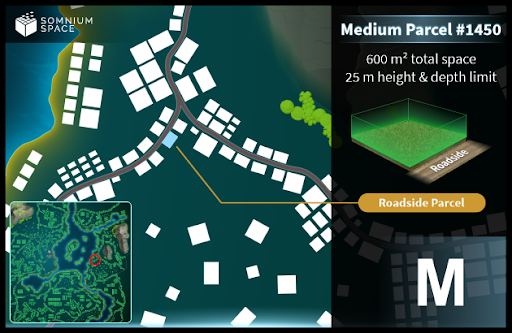 SOMNIUM
SPACE
Medium Parcel #1450
600 m² total space
25 m height & depth limit
Roadside
Roadside Parcel
M